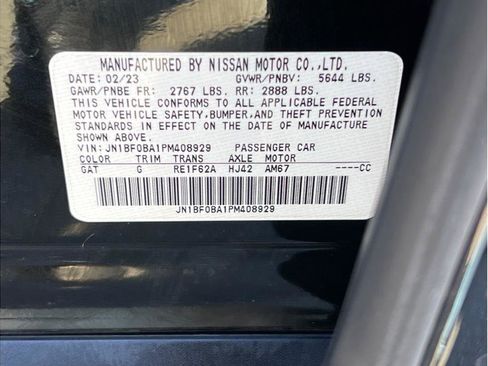 MANUFACTURED BY NISSAN MOTOR CO.,LTD.
DATE: 02/23 GVWR/PNBV: 5644 LBS.
GAWR/PNBE FR: 2767 LBS. RR: 2888 LBS.
THIS VEHICLE CONFORMS TO ALL APPLICABLE FEDERAL
MOTOR VEHICLE SAFETY,BUMPER,AND THEFT PREVENTION
STANDARDS IN EFFECT ON THE DATE OF MANUFACTURE
SHOWN ABOVE.
VIN: JN1BF0BA1PM408929 PASSENGER CAR
COLOR TRIM TRANS AXLE MOTOR
GAT G RE1F62A HJ42 AM67 ----CC
JN1BF0BA1PM408929